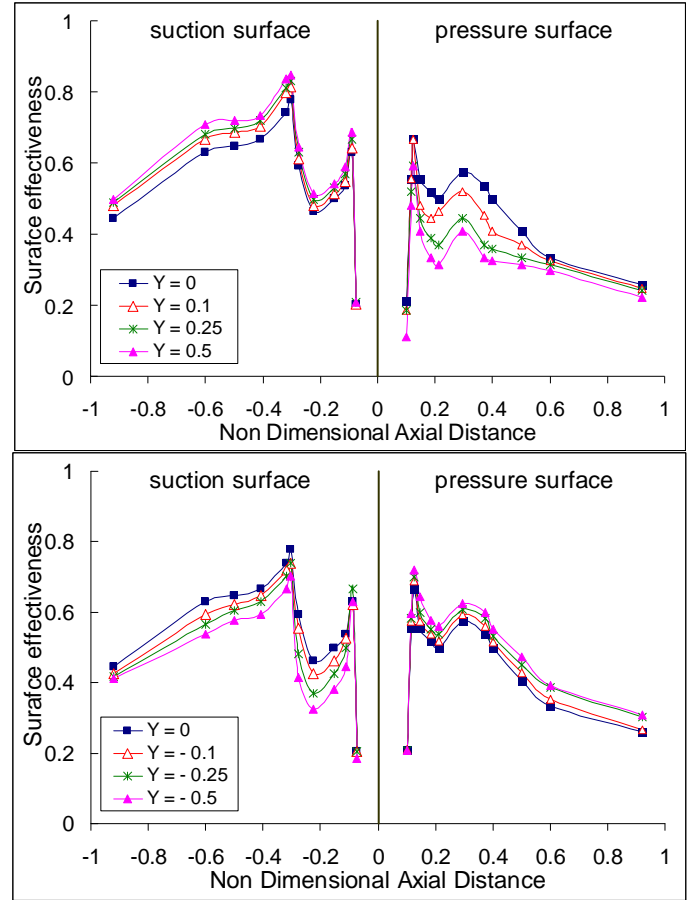 suction surface pressure surface
1
0.8
0.6
0.4
0.2
0
Surafce effectiveness
Y = 0
Y = 0.1
Y = 0.25
Y = 0.5
-1 -0.8 -0.6 -0.4 -0.2 0 0.2 0.4 0.6 0.8 1
Non Dimensional Axial Distance
suction surface pressure surface
1
0.8
0.6
0.4
0.2
0
Surafce effectiveness
Y = 0
Y = - 0.1
Y = - 0.25
Y = - 0.5
-1 -0.8 -0.6 -0.4 -0.2 0 0.2 0.4 0.6 0.8 1
Non Dimensional Axial Distance